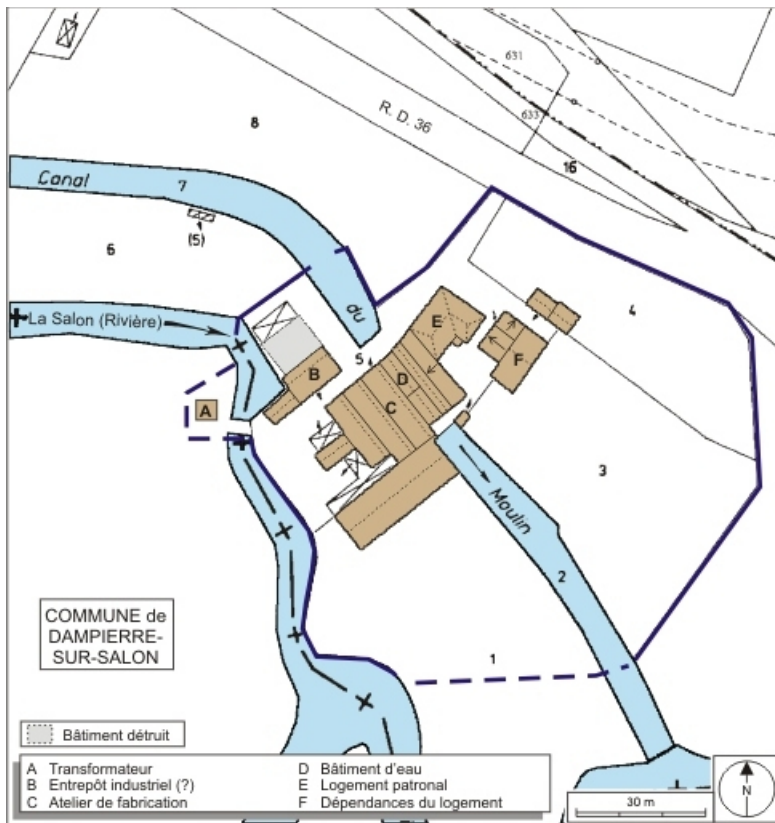 631
633
R. D. 36
8
16
Canal
7
(5)
6
du
4
La Salon (Rivière)
E
5
F
D
B
C
A
3
Moulin
2
1
COMMUNE de
DAMPIERRE-
SUR-SALON
Bâtiment détruit
A Transformateur
B Entrepôt industriel (?)
C Atelier de fabrication
D Bâtiment d'eau
E Logement patronal
F Dépendances du logement
30 m
N